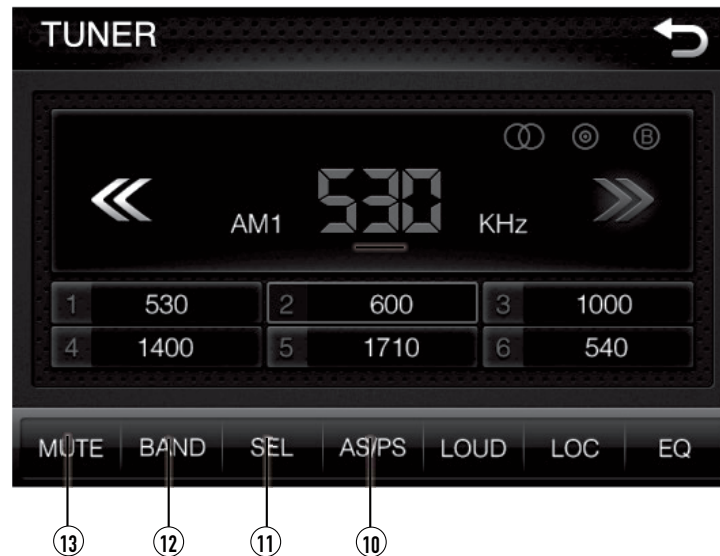 TUNER
B
AM1 530 KHz
1 530 2 600 3 1000
4 1400 5 1710 6 540
MUTE BAND SEL AS/PS LOUD LOC EQ
13 12 11 10